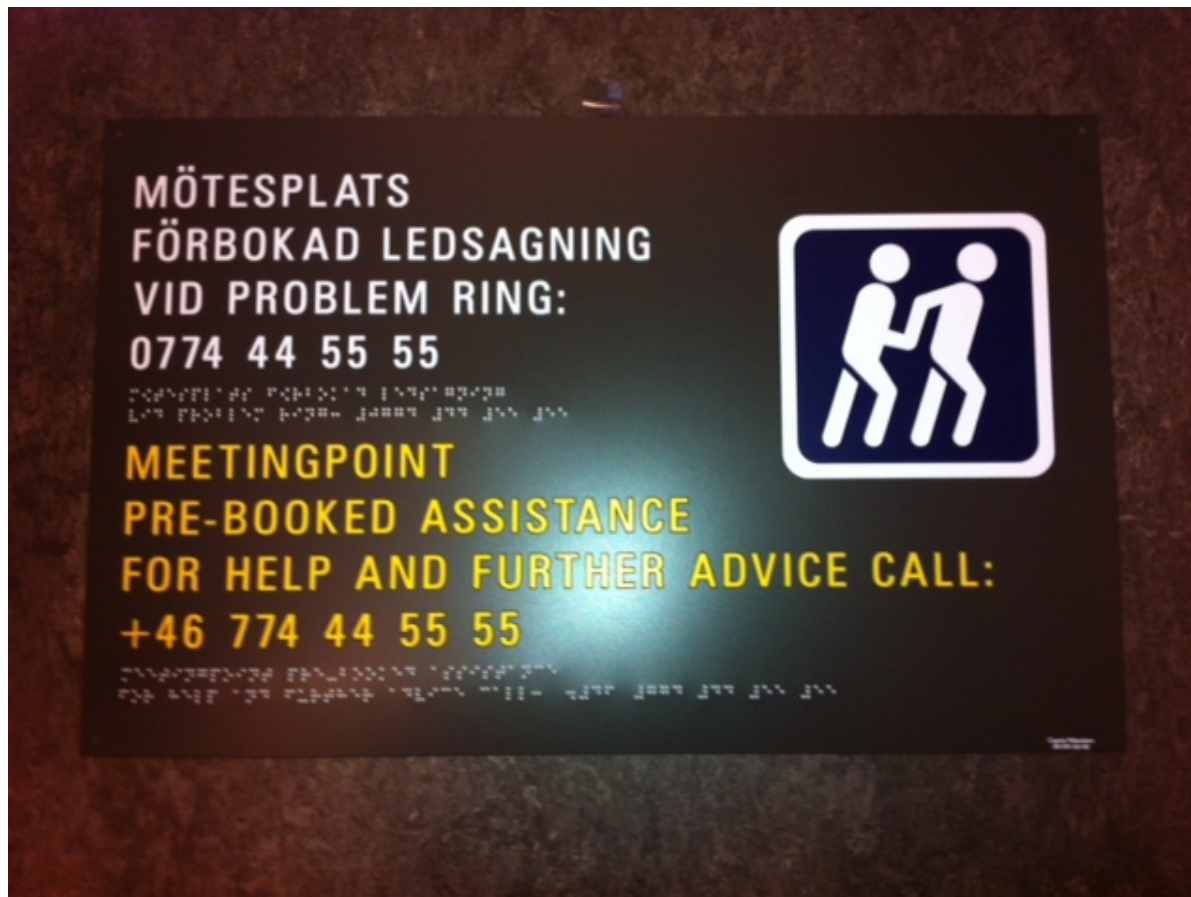 MÖTESPLATS
FÖRBOKAD LEDSAGNING
VID PROBLEM RING:
0774 44 55 55
⠍⠪⠞⠑⠎⠏⠇⠁⠞⠎ ⠋⠪⠗⠃⠕⠅⠁⠙ ⠇⠑⠙⠎⠁⠛⠝⠊⠝⠛
⠧⠊⠙ ⠏⠗⠕⠃⠇⠑⠍ ⠗⠊⠝⠛⠒ ⠼⠚⠛⠛⠙ ⠼⠙⠙ ⠼⠑⠑ ⠼⠑⠑
MEETINGPOINT
PRE-BOOKED ASSISTANCE
FOR HELP AND FURTHER ADVICE CALL:
+46 774 44 55 55
⠍⠑⠑⠞⠊⠝⠛⠏⠕⠊⠝⠞ ⠏⠗⠑⠤⠃⠕⠕⠅⠑⠙ ⠁⠎⠎⠊⠎⠞⠁⠝⠉⠑
⠋⠕⠗ ⠓⠑⠇⠏ ⠁⠝⠙ ⠋⠥⠗⠞⠓⠑⠗ ⠁⠙⠧⠊⠉⠑ ⠉⠁⠇⠇⠒ ⠲⠼⠙⠋ ⠼⠛⠛⠙ ⠼⠙⠙ ⠼⠑⠑ ⠼⠑⠑